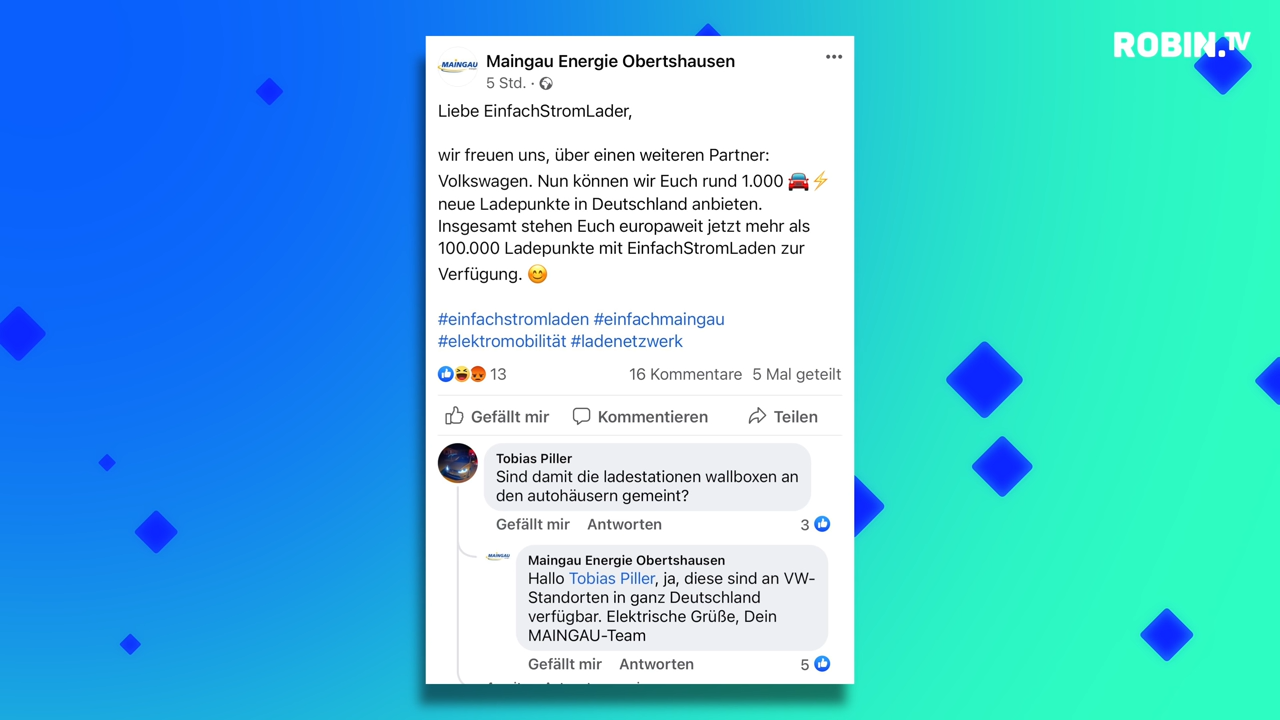 ROBIN.TV
MAINGAU
Maingau Energie Obertshausen
5 Std. ·
Liebe EinfachStromLader,
wir freuen uns, über einen weiteren Partner:
Volkswagen. Nun können wir Euch rund 1.000 🚘⚡
neue Ladepunkte in Deutschland anbieten.
Insgesamt stehen Euch europaweit jetzt mehr als
100.000 Ladepunkte mit EinfachStromLaden zur
Verfügung. 😊
#einfachstromladen #einfachmaingau
#elektromobilität #ladenetzwerk
13 16 Kommentare 5 Mal geteilt
Gefällt mir Kommentieren Teilen
Tobias Piller
Sind damit die ladestationen wallboxen an
den autohäusern gemeint?
Gefällt mir Antworten 3
MAINGAU
Maingau Energie Obertshausen
Hallo Tobias Piller, ja, diese sind an VW-
Standorten in ganz Deutschland
verfügbar. Elektrische Grüße, Dein
MAINGAU-Team
Gefällt mir Antworten 5